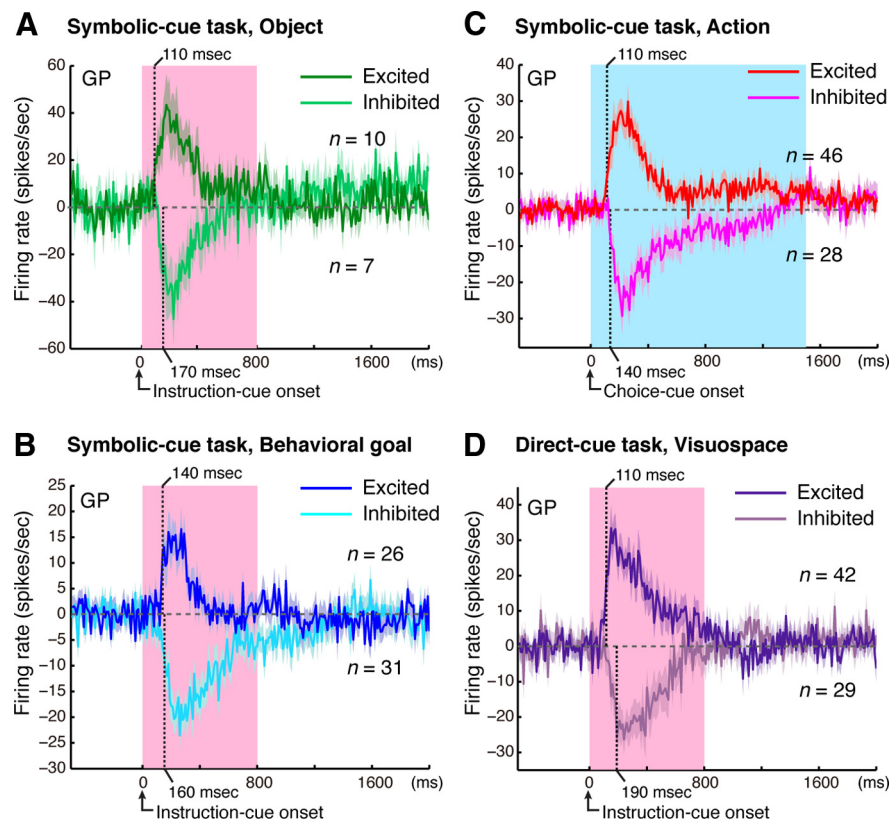 A Symbolic-cue task, Object
110 msec
GP
Excited
Inhibited
n = 10
n = 7
Firing rate (spikes/sec)
60
40
20
0
−20
−40
−60
0 800 1600 (ms)
170 msec
Instruction-cue onset
C Symbolic-cue task, Action
110 msec
GP
Excited
Inhibited
n = 46
n = 28
Firing rate (spikes/sec)
40
30
20
10
0
−10
−20
−30
0 800 1600 (ms)
140 msec
Choice-cue onset
B Symbolic-cue task, Behavioral goal
140 msec
GP
Excited
Inhibited
n = 26
n = 31
Firing rate (spikes/sec)
25
20
15
10
5
0
−5
−10
−15
−20
−25
−30
0 800 1600 (ms)
160 msec
Instruction-cue onset
D Direct-cue task, Visuospace
110 msec
GP
Excited
Inhibited
n = 42
n = 29
Firing rate (spikes/sec)
40
30
20
10
0
−10
−20
−30
0 800 1600 (ms)
190 msec
Instruction-cue onset